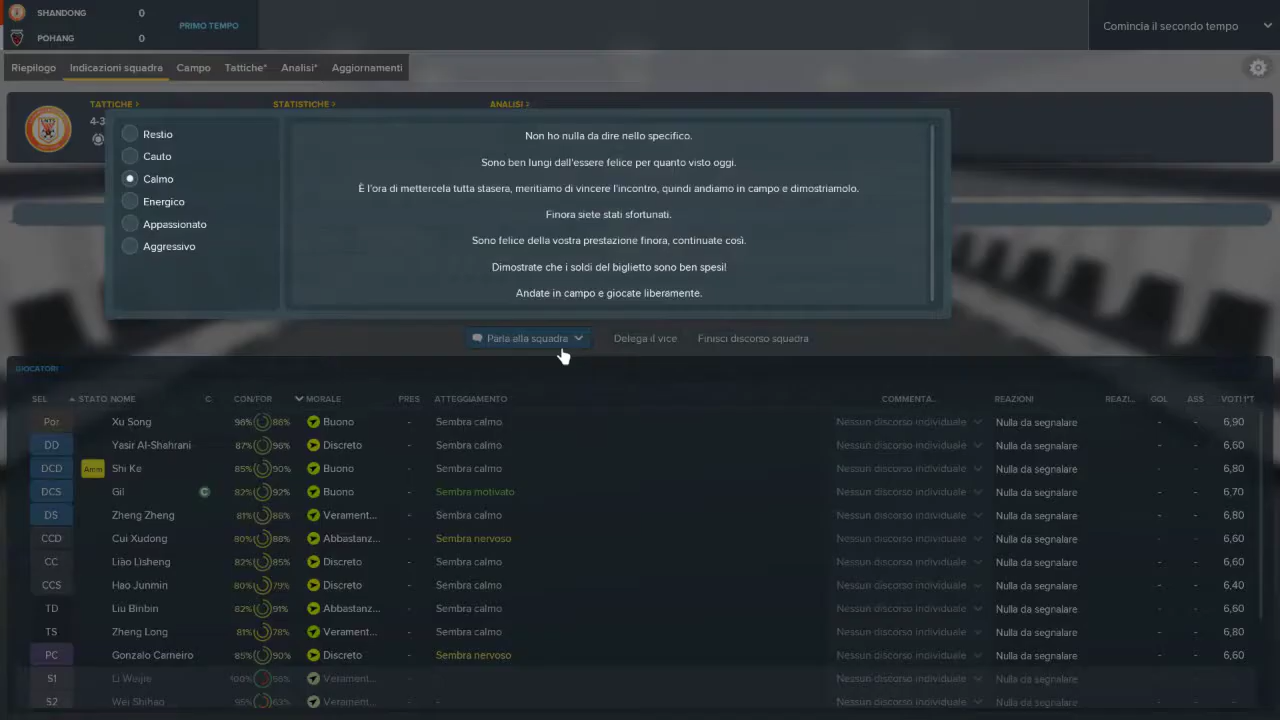 SHANDONG 0
POHANG 0
PRIMO TEMPO
Comincia il secondo tempo
Riepilogo Indicazioni squadra Campo Tattiche* Analisi* Aggiornamenti
TATTICHE > STATISTICHE > ANALISI >
4-3
Restio
Cauto
Calmo
Energico
Appassionato
Aggressivo
Non ho nulla da dire nello specifico.
Sono ben lungi dall'essere felice per quanto visto oggi.
È l'ora di mettercela tutta stasera, meritiamo di vincere l'incontro, quindi andiamo in campo e dimostriamolo.
Finora siete stati sfortunati.
Sono felice della vostra prestazione finora, continuate così.
Dimostrate che i soldi del biglietto sono ben spesi!
Andate in campo e giocate liberamente.
Parla alla squadra Delega il vice Finisci discorso squadra
GIOCATORI
SEL STATO NOME C. CON/FOR MORALE PRES ATTEGGIAMENTO COMMENTA... REAZIONI REAZI... GOL ASS VOTI PT
Por Xu Song 98% 86% Buono - Sembra calmo Nessun discorso individuale Nulla da segnalare - - 6,90
DD Yasir Al-Shahrani 87% 96% Discreto - Sembra calmo Nessun discorso individuale Nulla da segnalare - - 6,60
DCD Amm Shi Ke 85% 90% Buono - Sembra calmo Nessun discorso individuale Nulla da segnalare - - 6,80
DCS Gil C 82% 92% Buono - Sembra motivato Nessun discorso individuale Nulla da segnalare - - 6,70
DS Zheng Zheng 81% 86% Verament... - Sembra calmo Nessun discorso individuale Nulla da segnalare - - 6,80
CCD Cui Xudong 80% 88% Abbastanz... - Sembra nervoso Nessun discorso individuale Nulla da segnalare - - 6,60
CC Liao Lisheng 82% 85% Discreto - Sembra calmo Nessun discorso individuale Nulla da segnalare - - 6,60
CCS Hao Junmin 80% 79% Discreto - Sembra calmo Nessun discorso individuale Nulla da segnalare - - 6,40
TD Liu Binbin 82% 91% Abbastanz... - Sembra calmo Nessun discorso individuale Nulla da segnalare - - 6,60
TS Zheng Long 81% 78% Verament... - Sembra calmo Nessun discorso individuale Nulla da segnalare - - 6,80
PC Gonzalo Carneiro 85% 90% Discreto - Sembra nervoso Nessun discorso individuale Nulla da segnalare - - 6,60
S1 Li Weijie 100% 98% Verament... - - Nessun discorso individuale Nulla da segnalare - - -
S2 Wei Shihao 95% 63% Verament... - - Nessun discorso individuale Nulla da segnalare - - -